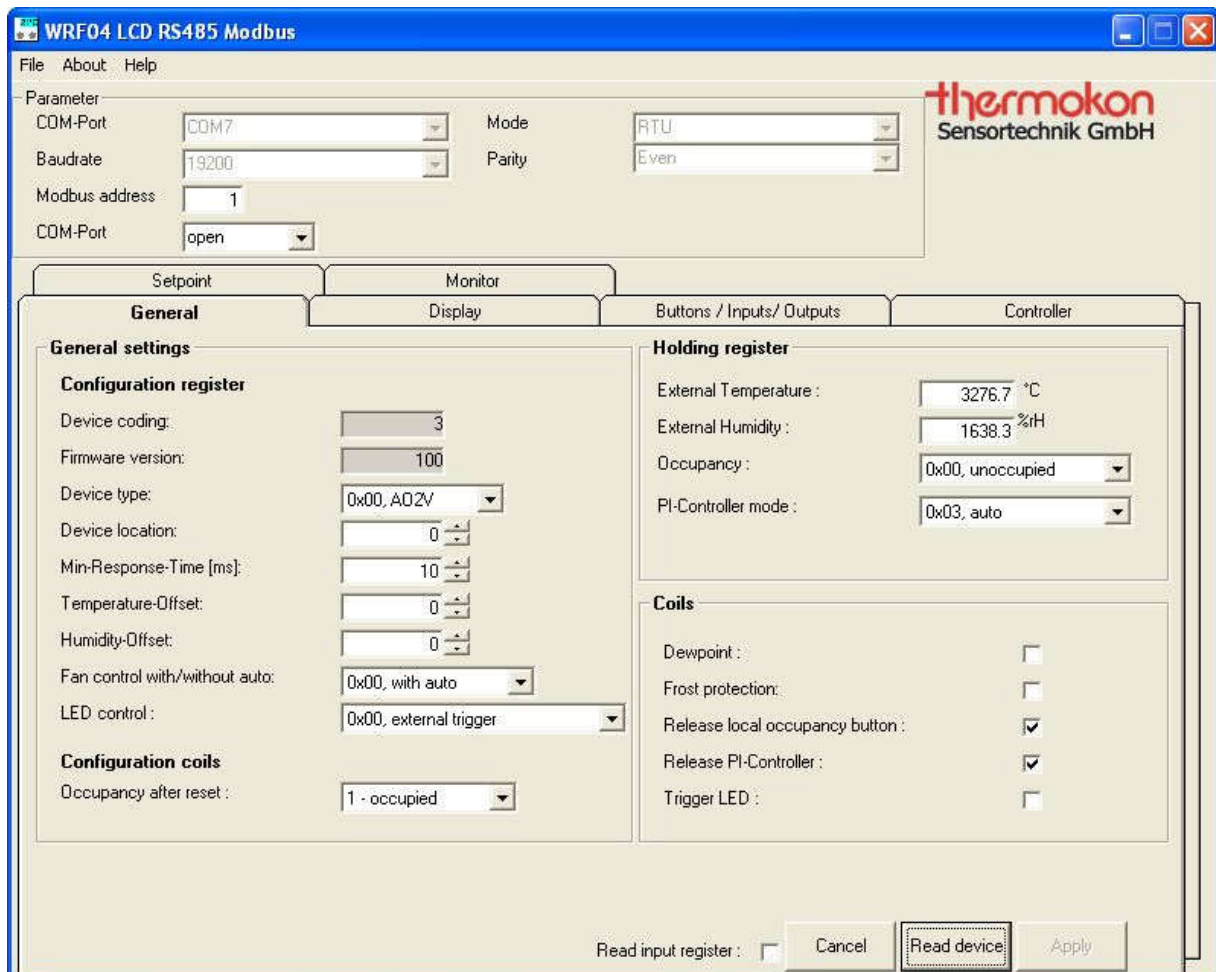 WRF04 LCD RS485 Modbus
File About Help
Parameter
COM-Port COM7 Mode RTU
Baudrate 19200 Parity Even
Modbus address 1
COM-Port open
thermokon
Sensortechnik GmbH
Setpoint Monitor
General Display Buttons / Inputs/ Outputs Controller
General settings
Configuration register
Device coding: 3
Firmware version: 100
Device type: 0x00, AO2V
Device location: 0
Min-Response-Time [ms]: 10
Temperature-Offset: 0
Humidity-Offset: 0
Fan control with/without auto: 0x00, with auto
LED control : 0x00, external trigger
Configuration coils
Occupancy after reset : 1 - occupied
Holding register
External Temperature : 3276.7 °C
External Humidity : 1638.3 %rH
Occupancy : 0x00, unoccupied
PI-Controller mode : 0x03, auto
Coils
Dewpoint :
Frost protection:
Release local occupancy button :
Release PI-Controller :
Trigger LED :
Read input register : Cancel Read device Apply